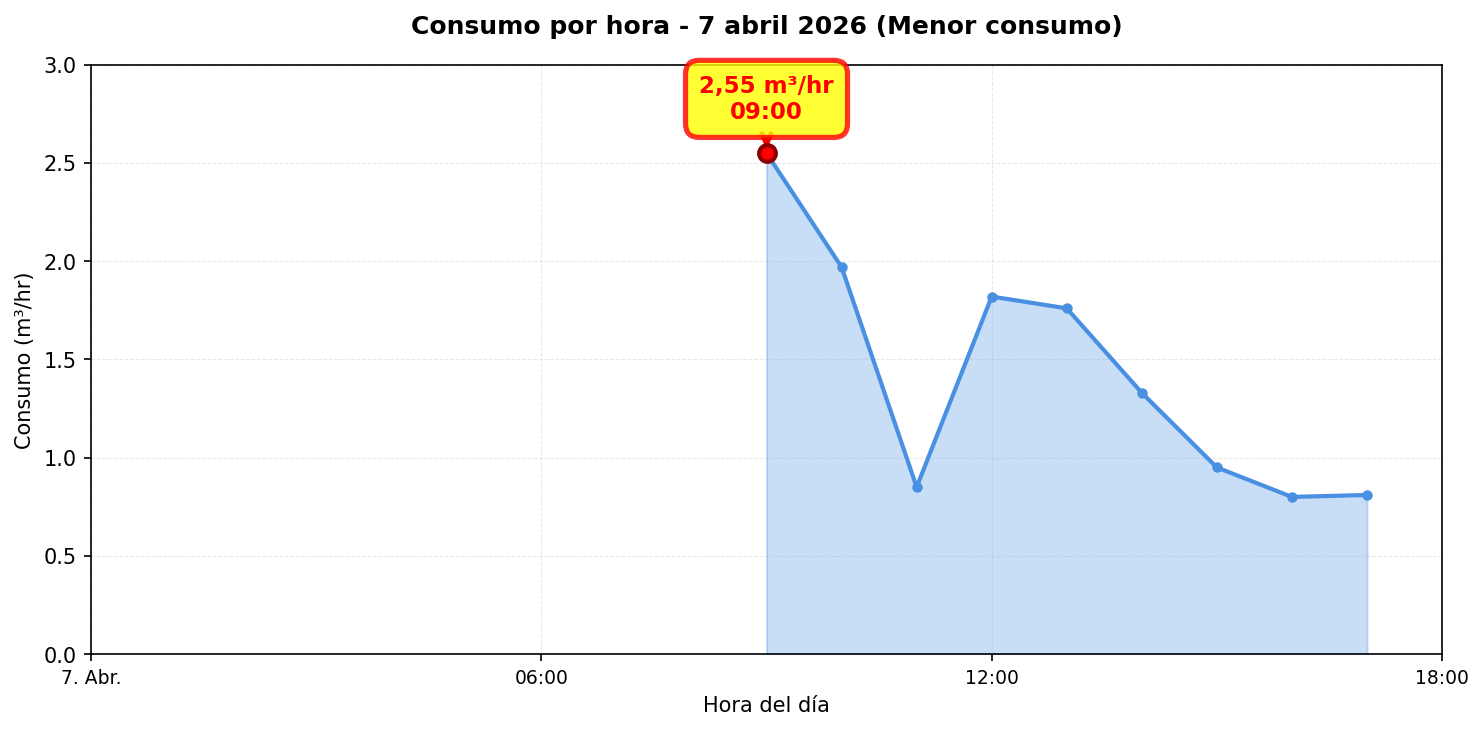 Consumo por hora - 7 abril 2026 (Menor consumo)
2,55 m³/hr
09:00
Consumo (m³/hr)
3.0
2.5
2.0
1.5
1.0
0.5
0.0
7. Abr.
06:00
12:00
18:00
Hora del día